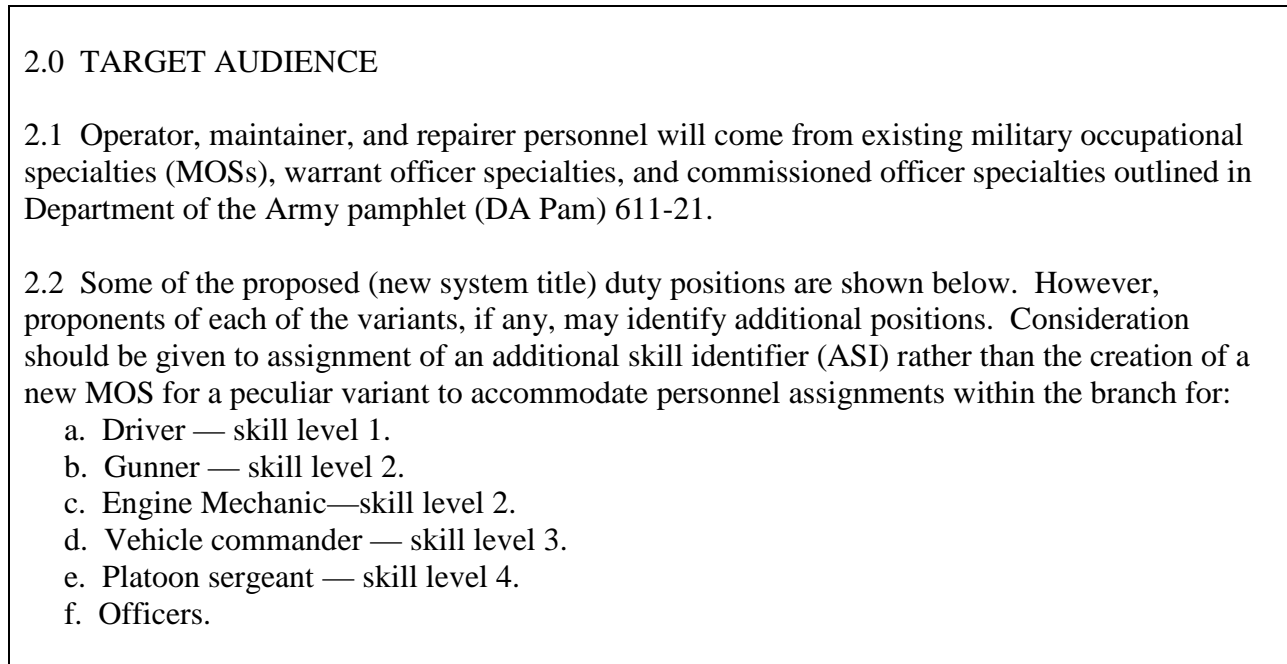 2.0 TARGET AUDIENCE
2.1 Operator, maintainer, and repairer personnel will come from existing military occupational
specialties (MOSs), warrant officer specialties, and commissioned officer specialties outlined in
Department of the Army pamphlet (DA Pam) 611-21.
2.2 Some of the proposed (new system title) duty positions are shown below. However,
proponents of each of the variants, if any, may identify additional positions. Consideration
should be given to assignment of an additional skill identifier (ASI) rather than the creation of a
new MOS for a peculiar variant to accommodate personnel assignments within the branch for:
a. Driver — skill level 1.
b. Gunner — skill level 2.
c. Engine Mechanic—skill level 2.
d. Vehicle commander — skill level 3.
e. Platoon sergeant — skill level 4.
f. Officers.